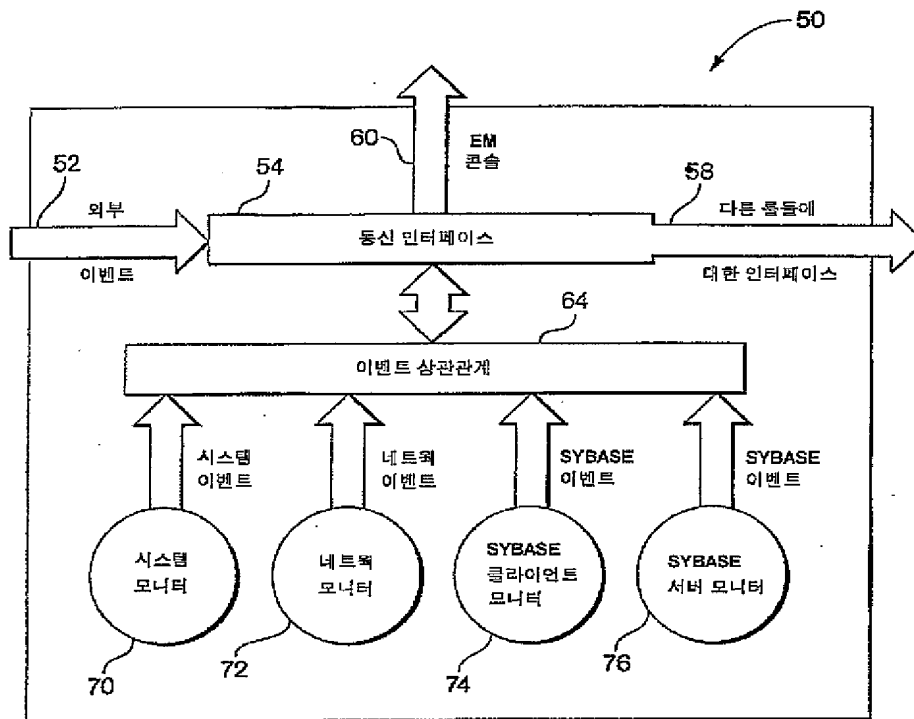 50
60
EM
콘솔
52
외부
이벤트
54
통신 인터페이스
58
다른 툴들에
대한 인터페이스
64
이벤트 상관관계
시스템
이벤트
네트웍
이벤트
SYBASE
이벤트
SYBASE
이벤트
시스템
모니터
네트웍
모니터
SYBASE
클라이언트
모니터
SYBASE
서버 모니터
70
72
74
76